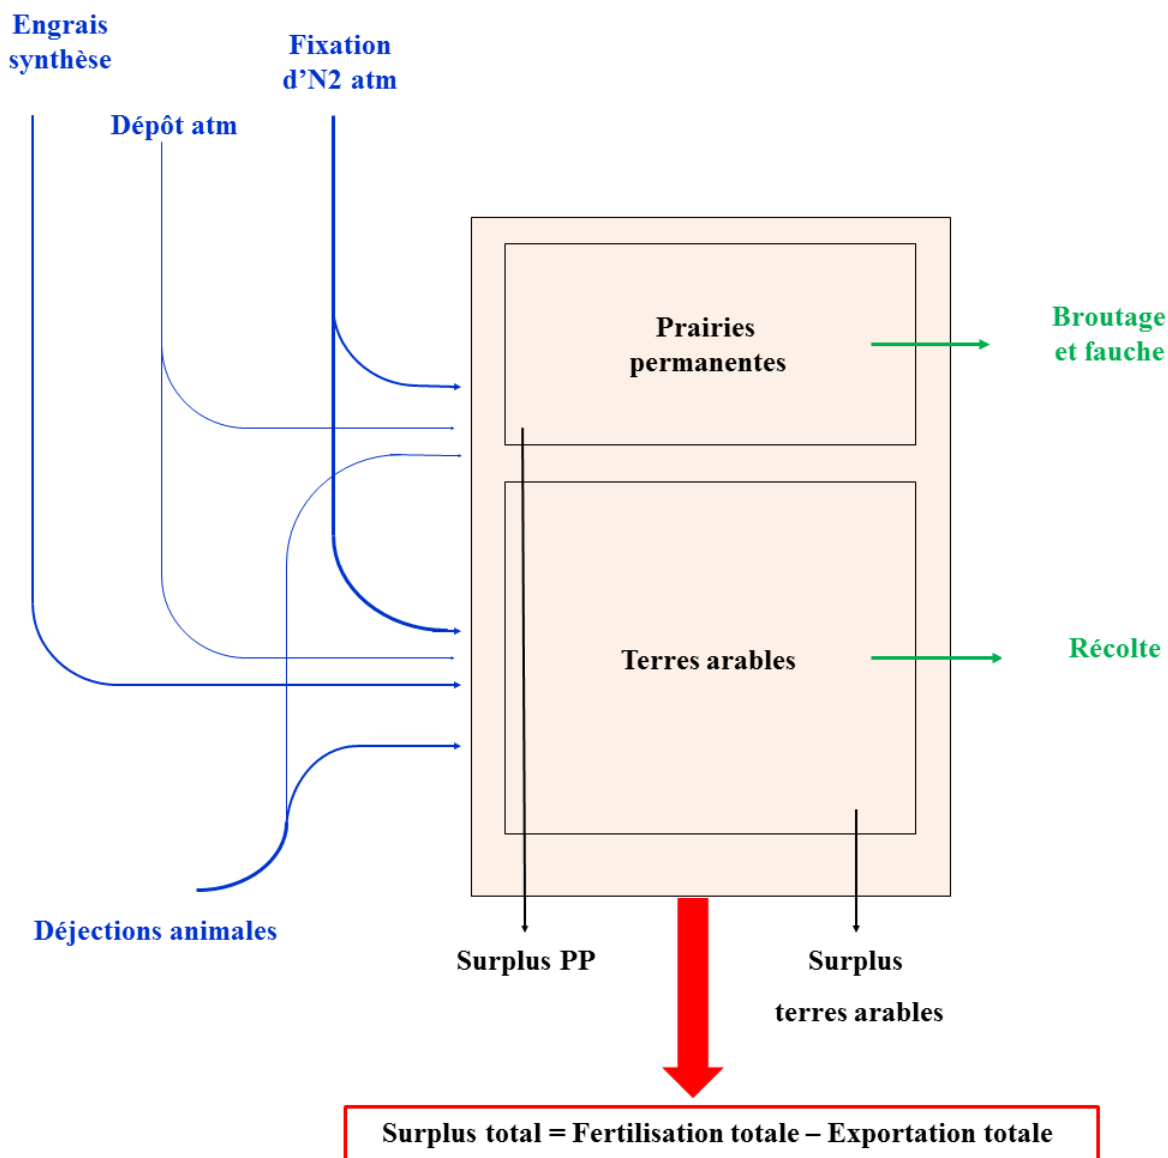 Engrais
synthèse
Fixation
d’N2 atm
Dépôt atm
Prairies
permanentes
Broutage
et fauche
Terres arables
Récolte
Déjections animales
Surplus PP
Surplus
terres arables
Surplus total = Fertilisation totale – Exportation totale